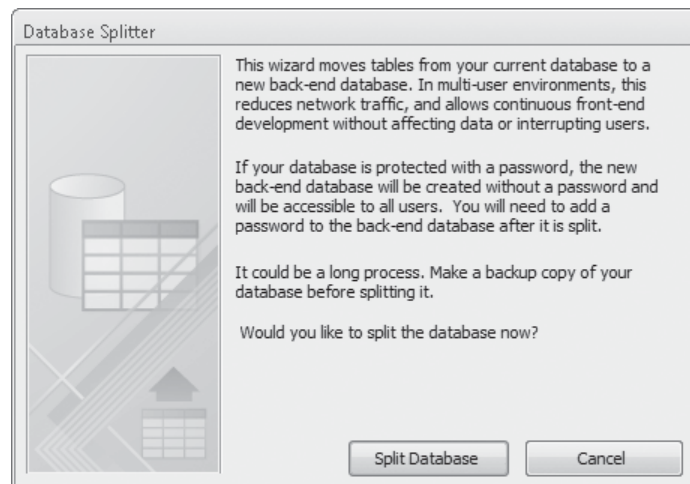 Database Splitter
This wizard moves tables from your current database to a
new back-end database. In multi-user environments, this
reduces network traffic, and allows continuous front-end
development without affecting data or interrupting users.
If your database is protected with a password, the new
back-end database will be created without a password and
will be accessible to all users.  You will need to add a
password to the back-end database after it is split.
It could be a long process. Make a backup copy of your
database before splitting it.
Would you like to split the database now?
Split Database
Cancel